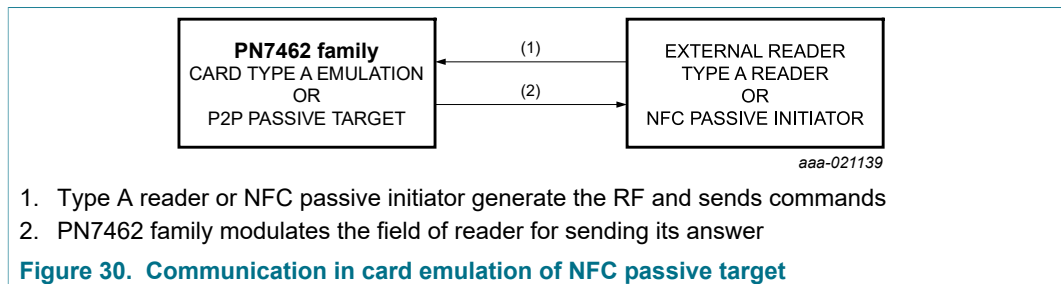 PN7462 family
CARD TYPE A EMULATION
OR
P2P PASSIVE TARGET
(1)
(2)
EXTERNAL READER
TYPE A READER
OR
NFC PASSIVE INITIATOR
aaa-021139
1. Type A reader or NFC passive initiator generate the RF and sends commands
2. PN7462 family modulates the field of reader for sending its answer
Figure 30. Communication in card emulation of NFC passive target